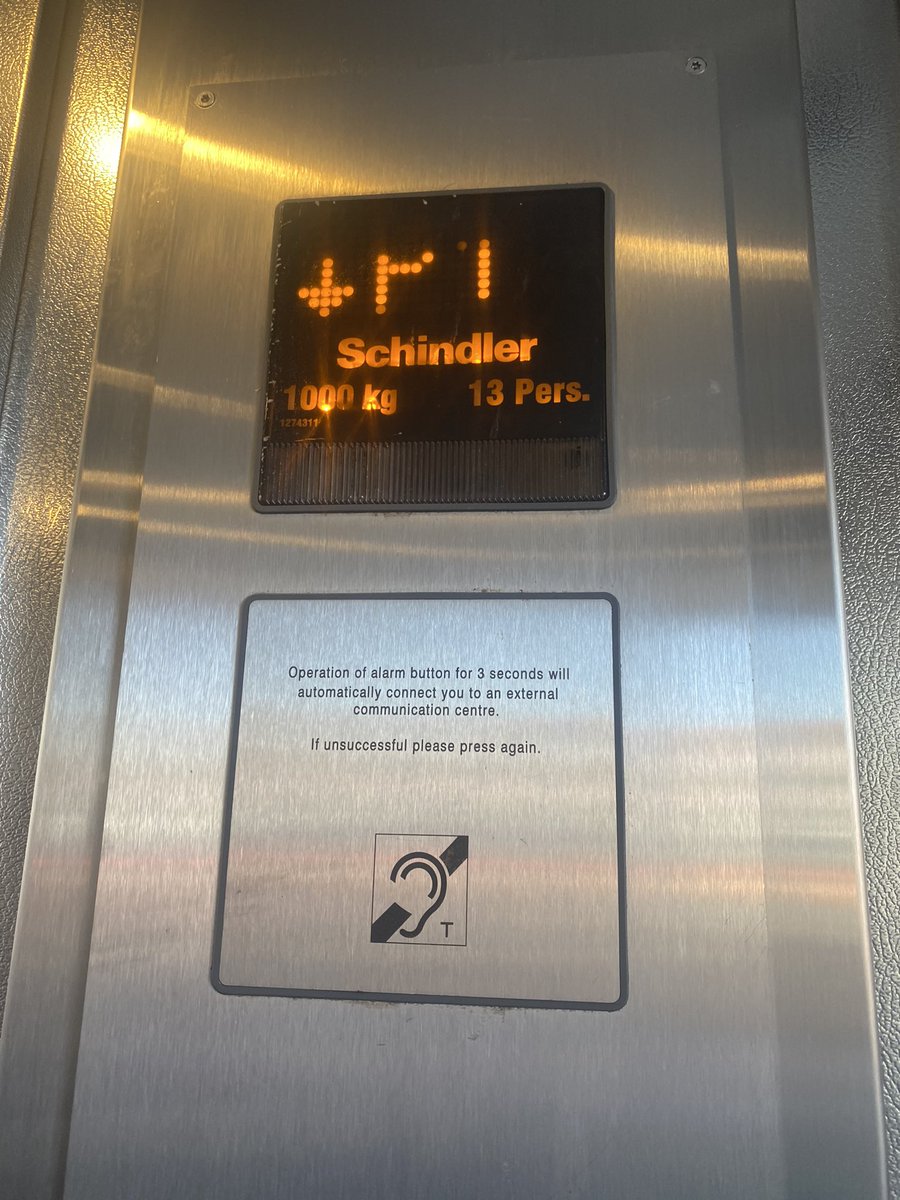 Schindler
1000 kg 13 Pers.
1274311
Operation of alarm button for 3 seconds will
automatically connect you to an external
communication centre.
If unsuccessful please press again.
T